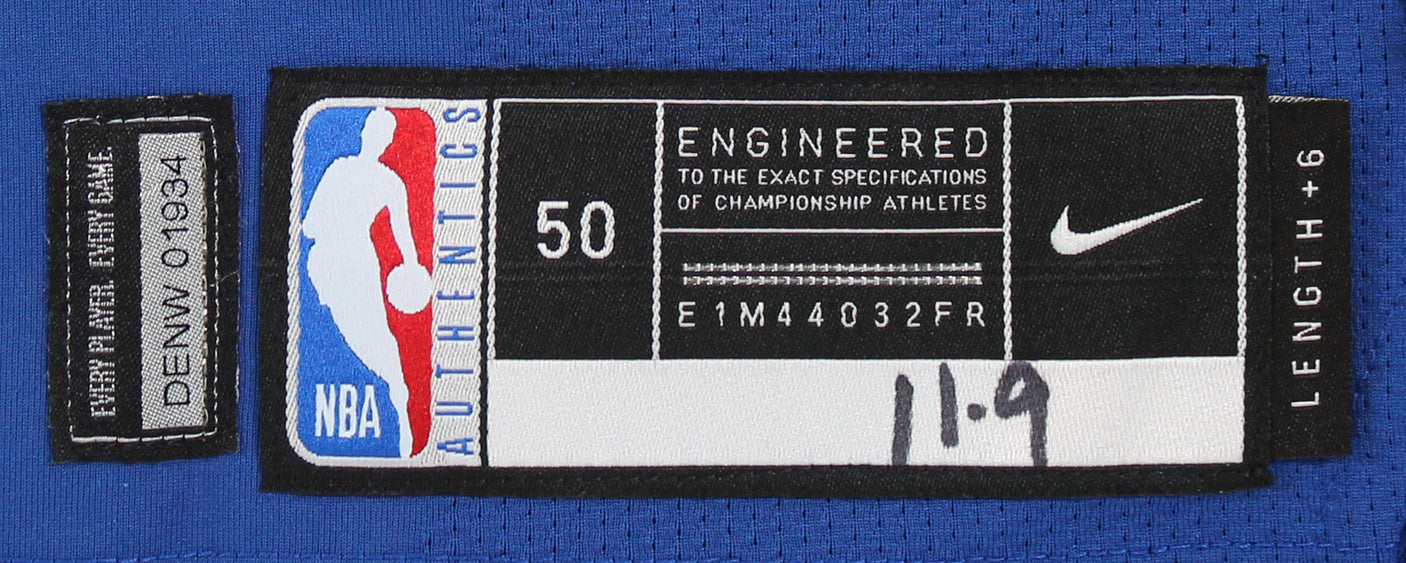 EVERY PLAYER. EVERY GAME.
DENW 01934
NBA
AUTHENTICS
50
ENGINEERED
TO THE EXACT SPECIFICATIONS
OF CHAMPIONSHIP ATHLETES
E1M44032FR
11.9
LENGTH+6